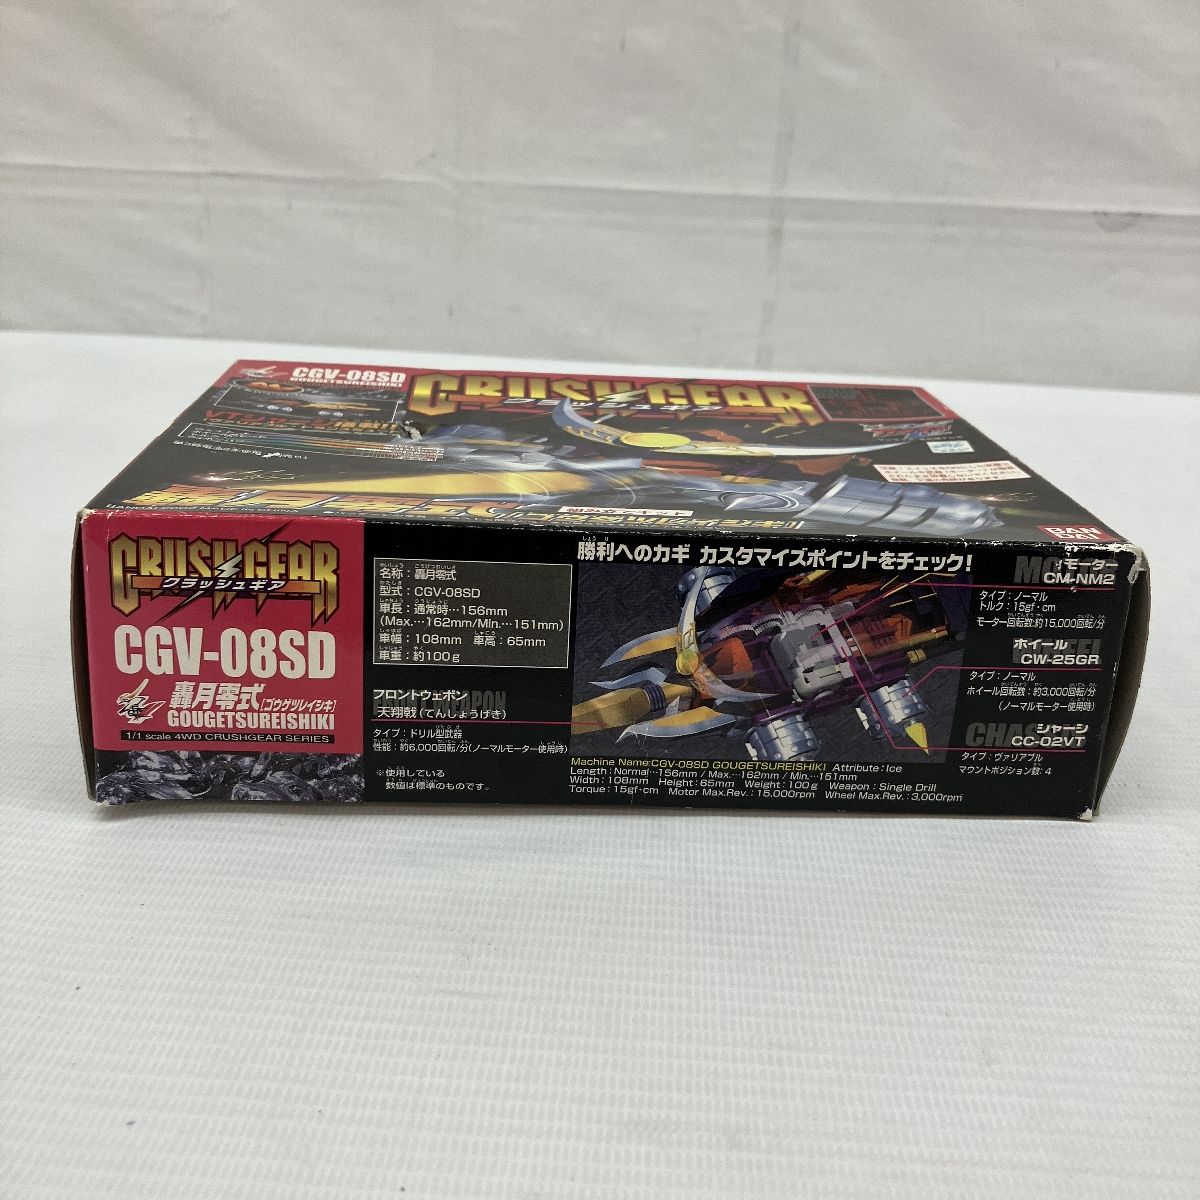 CGV-08SD
GOUGETSUREISHIKI
CRUSH GEAR
クラッシュギア
BAN
DAI
CRUSH GEAR
クラッシュギア
CGV-08SD
轟月零式[ゴウゲツレイシキ]
GOUGETSUREISHIKI
1/1 scale 4WD CRUSHGEAR SERIES
名称：轟月零式
型式：CGV-08SD
車長：通常時…156mm
(Max.…162mm/Min.…151mm)
車幅：108mm 車高：65mm
車重：約100g
フロントウェポン
天翔戟(てんしょうげき)
タイプ：ドリル型武器
性能：約6,000回転/分(ノーマルモーター使用時)
※使用している
数値は標準のものです。
勝利へのカギ カスタマイズポイントをチェック!
モーター
CM-NM2
タイプ：ノーマル
トルク：15gf・cm
モーター回転数:約15,000回転/分
ホイール
CW-25GR
タイプ：ノーマル
ホイール回転数：約3,000回転/分
(ノーマルモーター使用時)
シャーシ
CC-02VT
タイプ：ヴァリアブル
マウントポジション数：4
Machine Name:CGV-08SD GOUGETSUREISHIKI Attribute:Ice
Length:Normal…156mm/Max.…162mm/Min.…151mm
Width:108mm Height:65mm Weight:100g Weapon:Single Drill
Torque:15gf・cm Motor Max.Rev.:15,000rpm Wheel Max.Rev.:3,000rpm